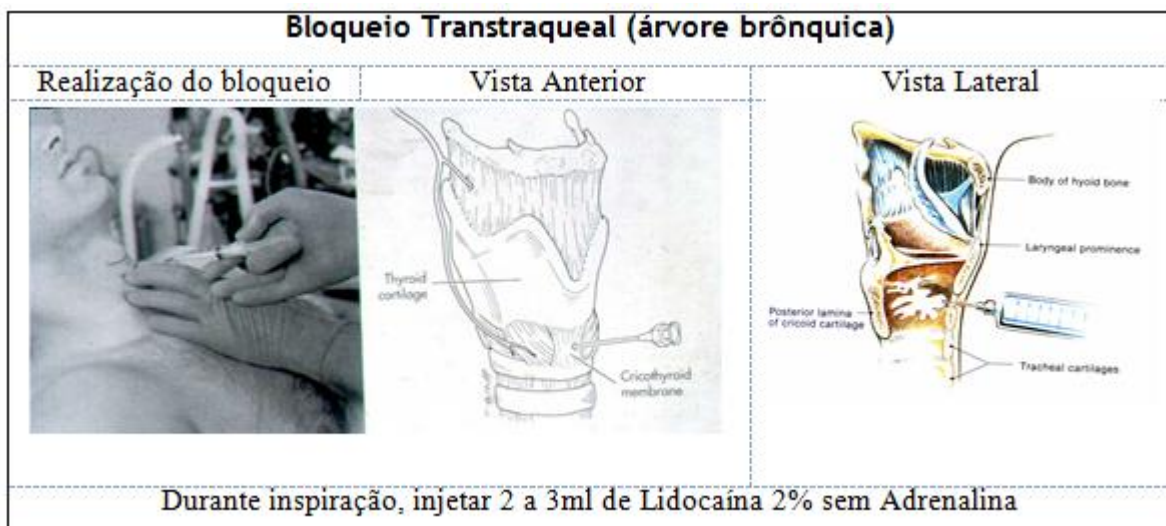 Bloqueio Transtraqueal (árvore brônquica)
Realização do bloqueio
Vista Anterior
Vista Lateral
Thyroid
cartilage
Cricothyroid
membrane
Body of hyoid bone
Laryngeal prominence
Posterior lamina
of cricoid cartilage
Tracheal cartilages
Durante inspiração, injetar 2 a 3ml de Lidocaína 2% sem Adrenalina